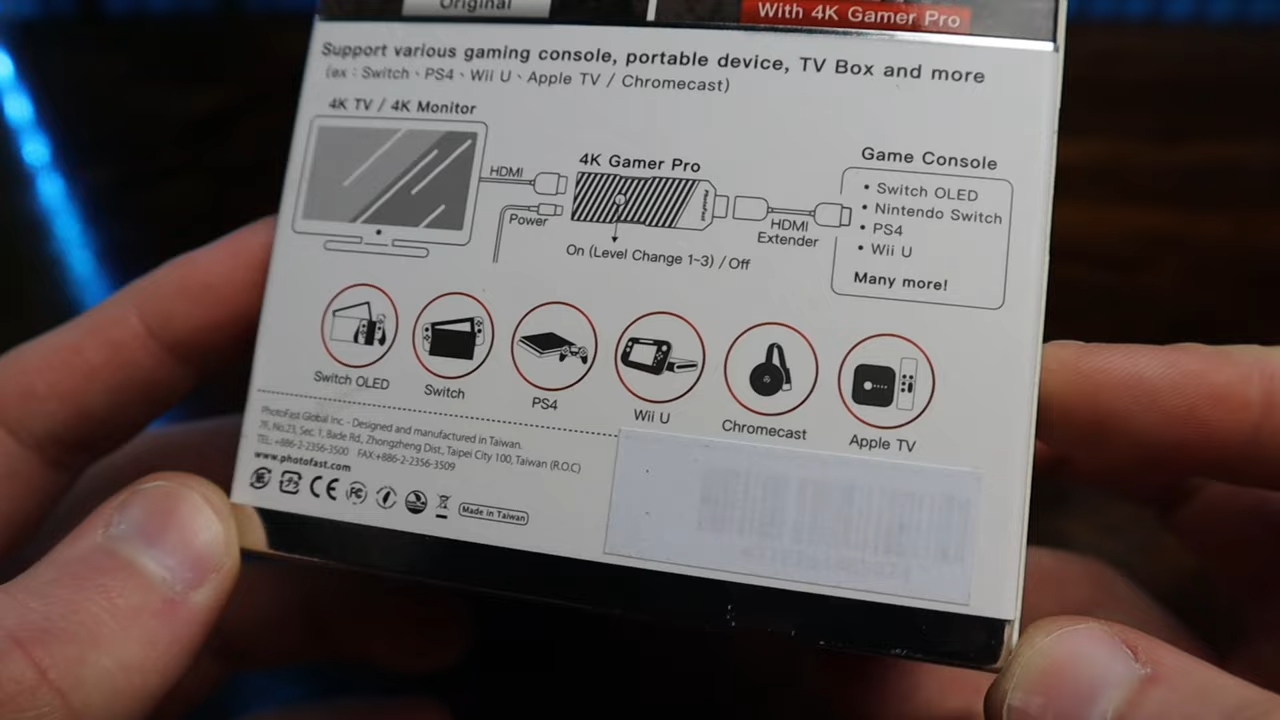 Original
With 4K Gamer Pro
Support various gaming console, portable device, TV Box and more
(ex : Switch、PS4、Wii U、Apple TV / Chromecast)
4K TV / 4K Monitor
HDMI
Power
4K Gamer Pro
PhotoFast
On (Level Change 1~3) / Off
HDMI
Extender
Game Console
• Switch OLED
• Nintendo Switch
• PS4
• Wii U
Many more!
Switch OLED
Switch
PS4
Wii U
Chromecast
Apple TV
PhotoFast Global Inc. - Designed and manufactured in Taiwan.
7F., No.23, Sec. 1, Bade Rd., Zhongzheng Dist., Taipei City 100, Taiwan (R.O.C)
TEL: +886-2-2356-3500 FAX:+886-2-2356-3509
www.photofast.com
CE
FC
Made in Taiwan